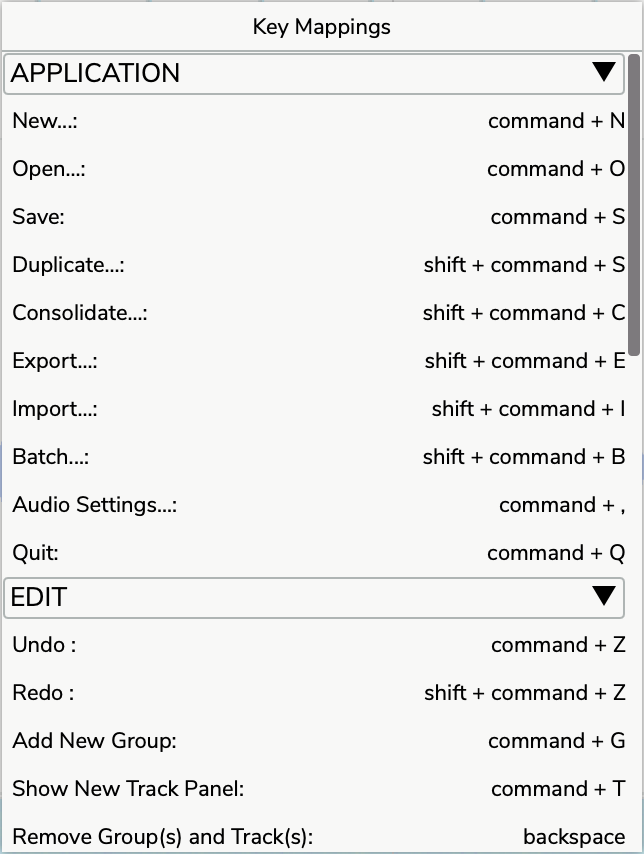 Key Mappings
APPLICATION
New...: command + N
Open...: command + O
Save: command + S
Duplicate...: shift + command + S
Consolidate...: shift + command + C
Export...: shift + command + E
Import...: shift + command + I
Batch...: shift + command + B
Audio Settings...: command + ,
Quit: command + Q
EDIT
Undo : command + Z
Redo : shift + command + Z
Add New Group: command + G
Show New Track Panel: command + T
Remove Group(s) and Track(s): backspace